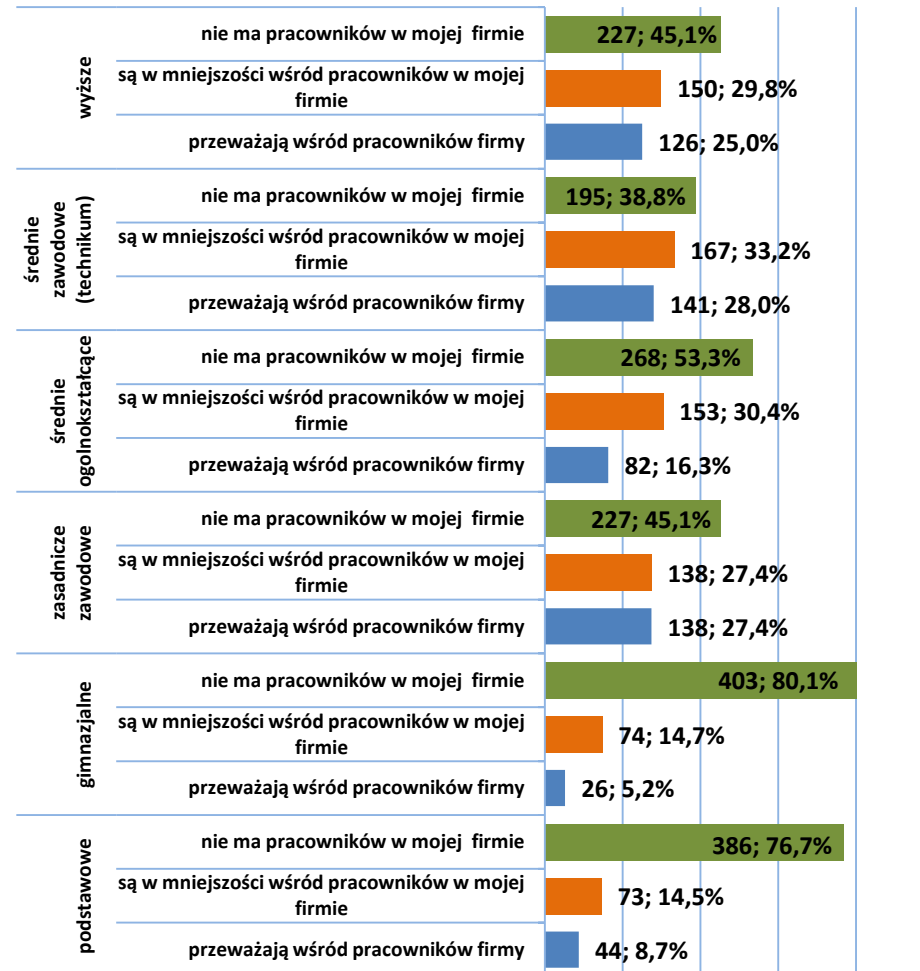 wyższe
nie ma pracowników w mojej  firmie
227; 45,1%
są w mniejszości wśród pracowników w mojej
firmie
150; 29,8%
przeważają wśród pracowników firmy
126; 25,0%
średnie
zawodowe
(technikum)
nie ma pracowników w mojej  firmie
195; 38,8%
są w mniejszości wśród pracowników w mojej
firmie
167; 33,2%
przeważają wśród pracowników firmy
141; 28,0%
średnie
ogolnokształcące
nie ma pracowników w mojej  firmie
268; 53,3%
są w mniejszości wśród pracowników w mojej
firmie
153; 30,4%
przeważają wśród pracowników firmy
82; 16,3%
zasadnicze
zawodowe
nie ma pracowników w mojej  firmie
227; 45,1%
są w mniejszości wśród pracowników w mojej
firmie
138; 27,4%
przeważają wśród pracowników firmy
138; 27,4%
gimnazjalne
nie ma pracowników w mojej  firmie
403; 80,1%
są w mniejszości wśród pracowników w mojej
firmie
74; 14,7%
przeważają wśród pracowników firmy
26; 5,2%
podstawowe
nie ma pracowników w mojej  firmie
386; 76,7%
są w mniejszości wśród pracowników w mojej
firmie
73; 14,5%
przeważają wśród pracowników firmy
44; 8,7%